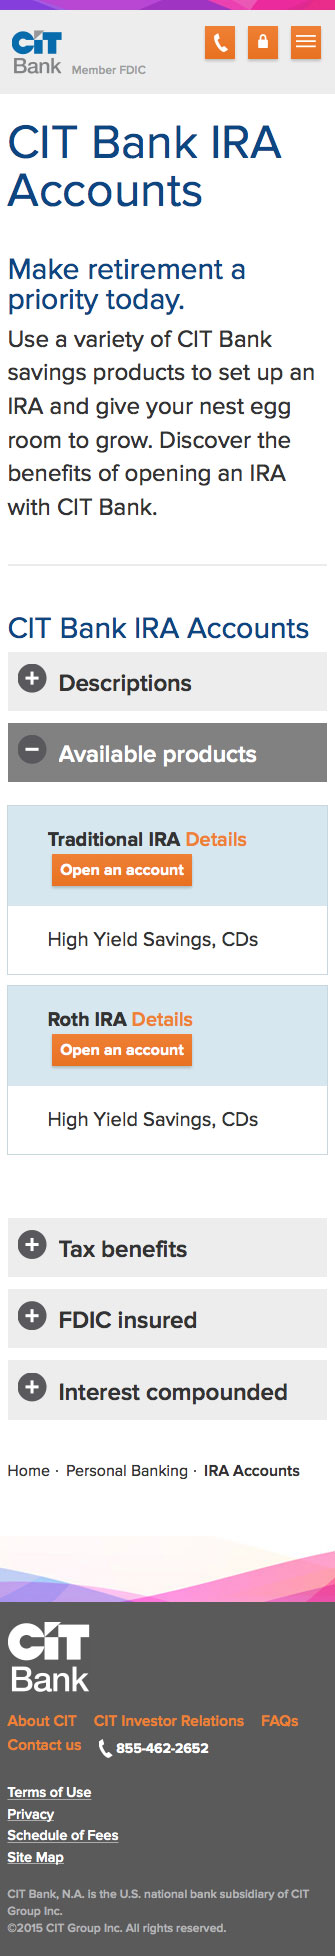 CIT
Bank Member FDIC
CIT Bank IRA
Accounts
Make retirement a
priority today.
Use a variety of CIT Bank
savings products to set up an
IRA and give your nest egg
room to grow. Discover the
benefits of opening an IRA
with CIT Bank.
CIT Bank IRA Accounts
Descriptions
Available products
Traditional IRA Details
Open an account
High Yield Savings, CDs
Roth IRA Details
Open an account
High Yield Savings, CDs
Tax benefits
FDIC insured
Interest compounded
Home · Personal Banking · IRA Accounts
CIT
Bank
About CIT CIT Investor Relations FAQs
Contact us 855-462-2652
Terms of Use
Privacy
Schedule of Fees
Site Map
CIT Bank, N.A. is the U.S. national bank subsidiary of CIT
Group Inc.
©2015 CIT Group Inc. All rights reserved.